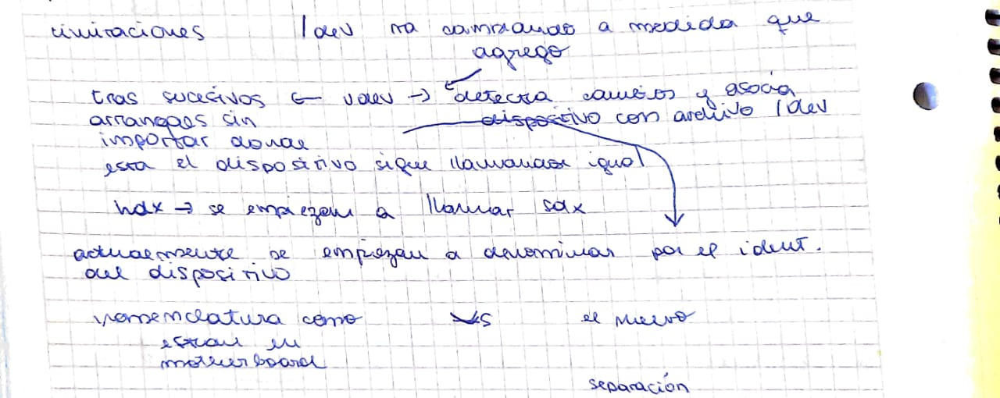 limitaciones /dev va cambiando a medida que
agrego
tras sucesivos ← udev → detecta cambios y asocia
arranques sin dispositivo con archivo /dev
importar donde
esta el dispositivo sigue llamandose igual
hdx → se empiezan a llamar sdx
actualmente se empiezan a denominar por el ident.
del dispositivo
nomenclatura como vs el nuevo
estan en
motherboard
separación